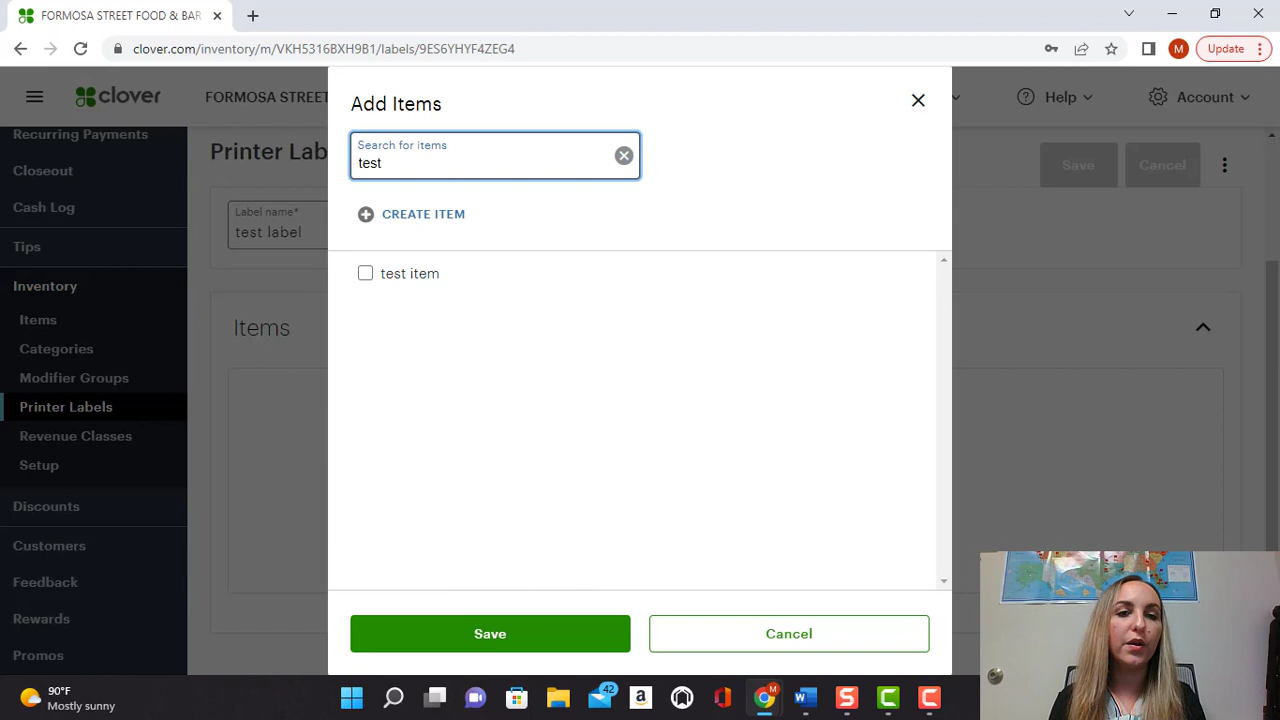 FORMOSA STREET FOOD & BAR
clover.com/inventory/m/VKH5316BXH9B1/labels/9ES6YHYF4ZEG4
M
Update
clover
FORMOSA STREET
Help
Account
Recurring Payments
Closeout
Cash Log
Tips
Inventory
Items
Categories
Modifier Groups
Printer Labels
Revenue Classes
Setup
Discounts
Customers
Feedback
Rewards
Promos
Printer Lab
Save
Cancel
Label name*
test label
Items
Add Items
Search for items
test
CREATE ITEM
test item
Save
Cancel
90°F
Mostly sunny
42
M